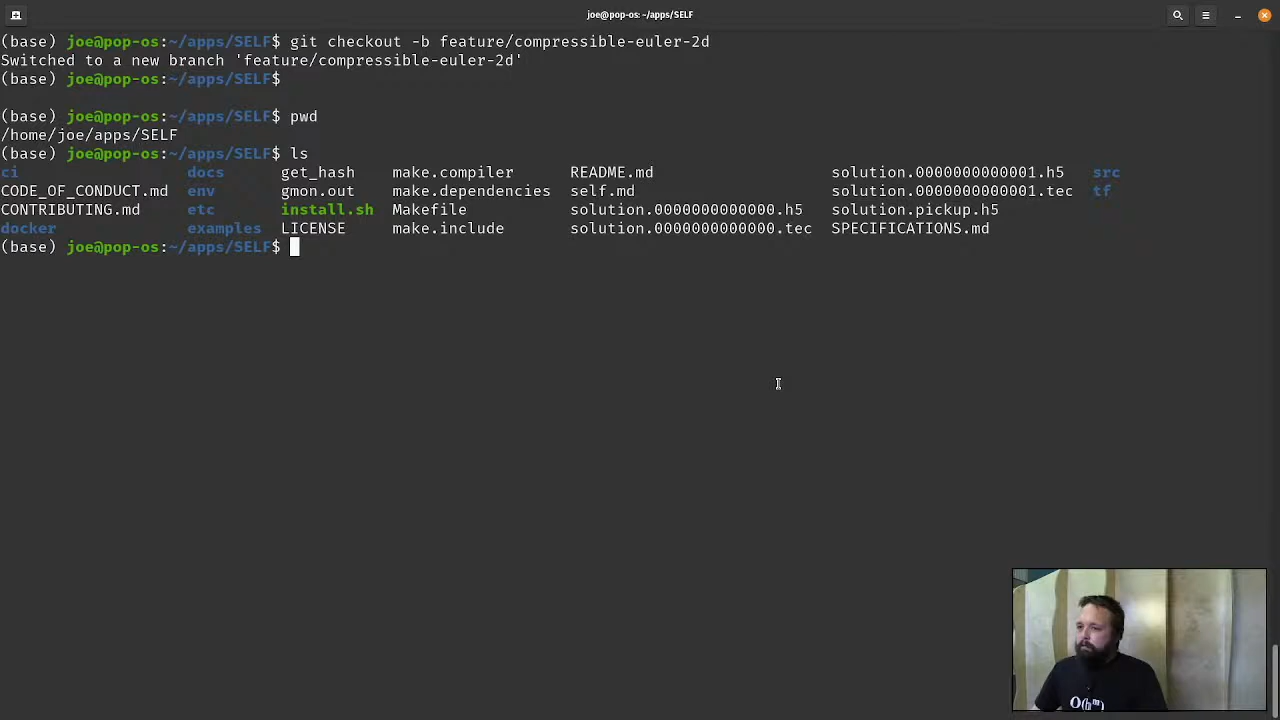 joe@pop-os: ~/apps/SELF
(base) joe@pop-os:~/apps/SELF$ git checkout -b feature/compressible-euler-2d
Switched to a new branch 'feature/compressible-euler-2d'
(base) joe@pop-os:~/apps/SELF$
(base) joe@pop-os:~/apps/SELF$ pwd
/home/joe/apps/SELF
(base) joe@pop-os:~/apps/SELF$ ls
ci docs get_hash make.compiler README.md solution.0000000000001.h5 src
CODE_OF_CONDUCT.md env gmon.out make.dependencies self.md solution.0000000000001.tec tf
CONTRIBUTING.md etc install.sh Makefile solution.0000000000000.h5 solution.pickup.h5
docker examples LICENSE make.include solution.0000000000000.tec SPECIFICATIONS.md
(base) joe@pop-os:~/apps/SELF$
O(hᵐ)